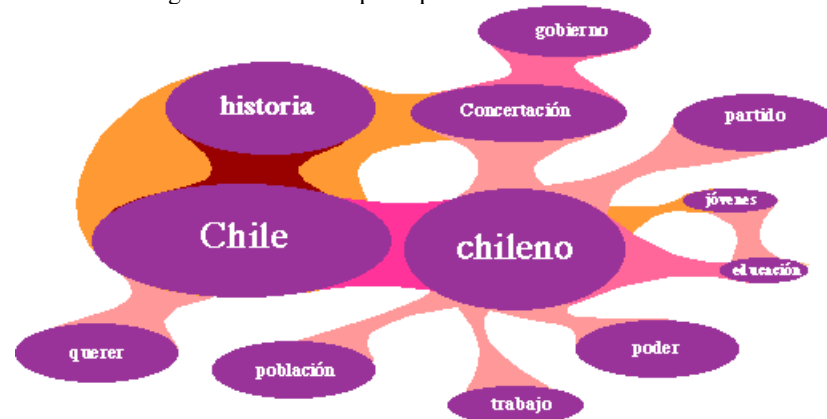 gobierno
historia
Concertación
partido
jóvenes
Chile
chileno
educación
querer
población
poder
trabajo